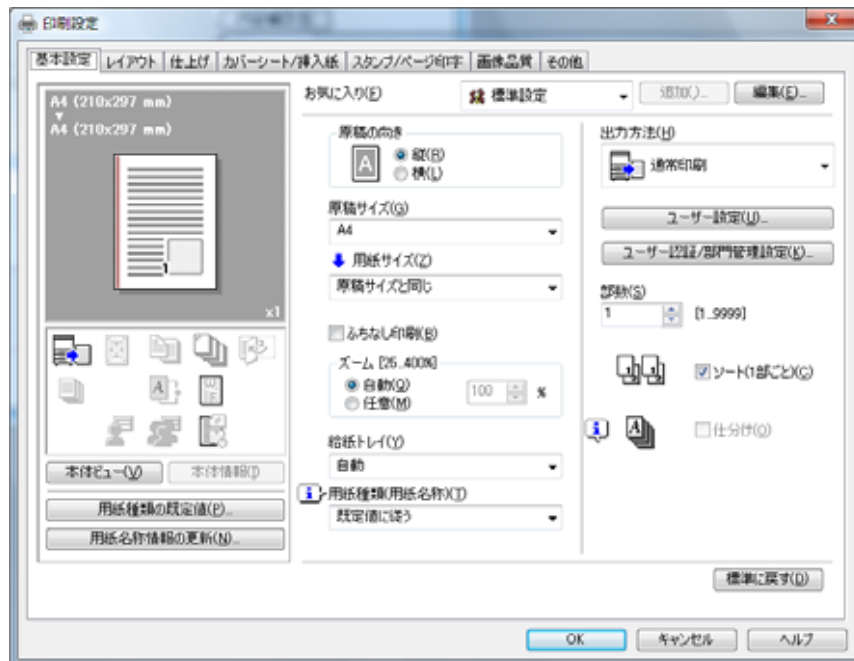 印刷設定
基本設定 レイアウト 仕上げ カバーシート/挿入紙 スタンプ/ページ印字 画像品質 その他
A4 (210x297 mm)
A4 (210x297 mm)
1
x1
本体ビュー(V) 本体情報(I)
用紙種類の既定値(P)...
用紙名称情報の更新(N)...
お気に入り(F) 標準設定 追加()... 編集(E)...
原稿の向き
A
縦(R)
横(L)
原稿サイズ(G)
A4
用紙サイズ(Z)
原稿サイズと同じ
ふちなし印刷(B)
ズーム [25..400%]
自動(Q)
任意(M)
100 %
給紙トレイ(Y)
自動
用紙種類(用紙名称)(T)
既定値に従う
出力方法(H)
通常印刷
ユーザー設定(U)...
ユーザー認証/部門管理設定(K)...
部数(S)
1 [1..9999]
ソート(1部ごと)(C)
仕分け(O)
標準に戻す(D)
OK キャンセル ヘルプ